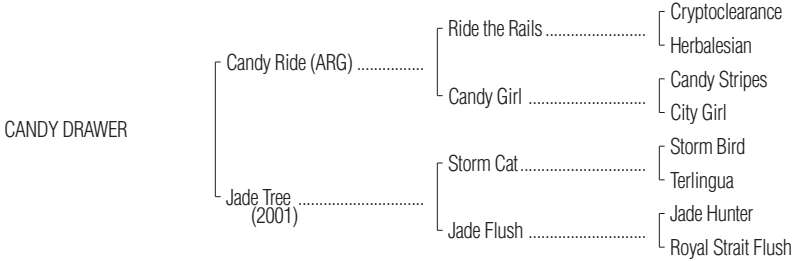 Cryptoclearance
Ride the Rails ........................
Herbalesian
Candy Ride (ARG) ................
Candy Stripes
Candy Girl ............................
City Girl
CANDY DRAWER
Storm Bird
Storm Cat..............................
Terlingua
Jade Tree ..............................
(2001)
Jade Hunter
Jade Flush ............................
Royal Strait Flush